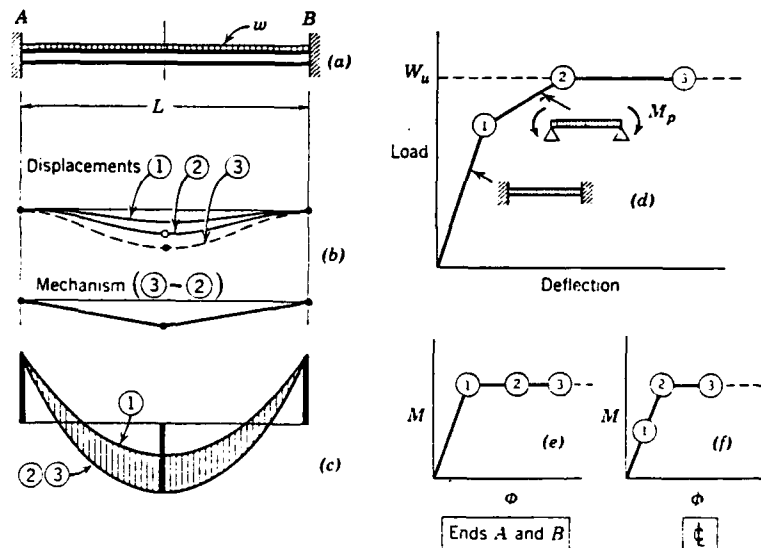 A
B
w
(a)
L
Displacements ① ② ③
(b)
Mechanism (③ – ②)
①
② ③
(c)
W_u
Load
①
②
③
M_p
(d)
Deflection
M
①
②
③
(e)
Φ
Ends A and B
M
①
②
③
(f)
Φ
℄